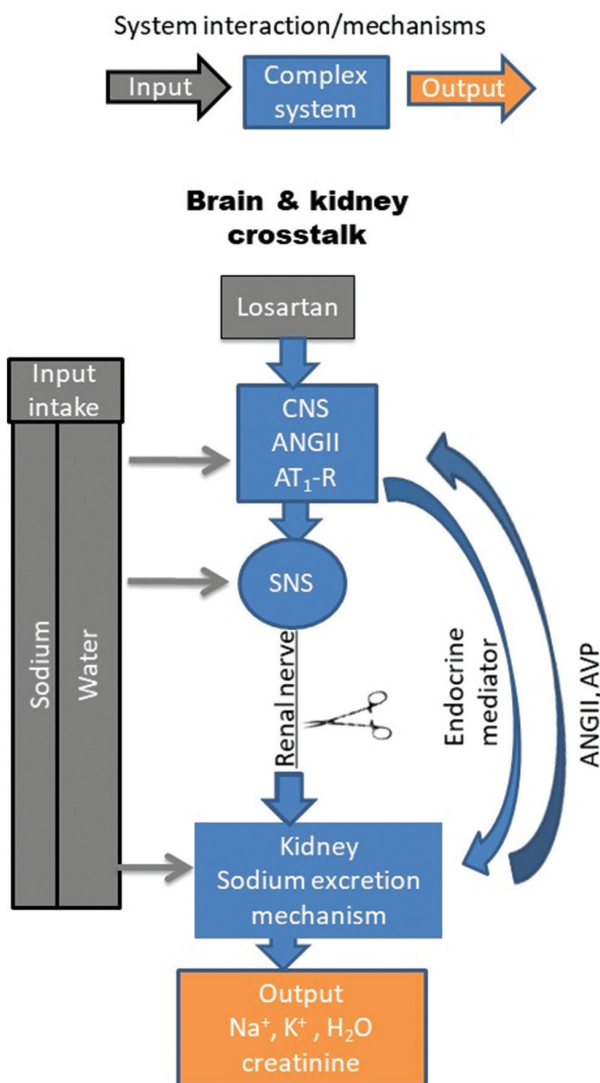 System interaction/mechanisms
Input
Complex
system
Output
Brain & kidney
crosstalk
Losartan
Input
intake
CNS
ANGII
AT₁-R
SNS
Sodium
Water
Renal nerve
Endocrine
mediator
ANGII, AVP
Kidney
Sodium excretion
mechanism
Output
Na⁺, K⁺ , H₂O
creatinine